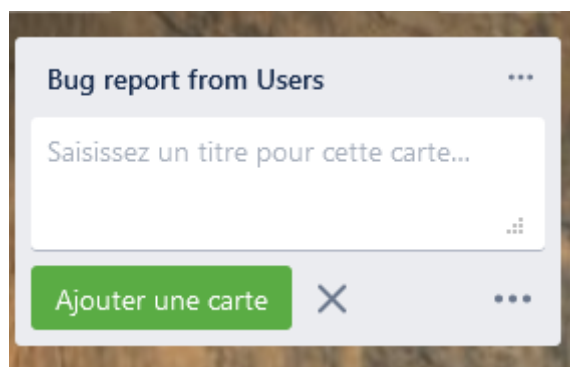 Bug report from Users
Saisissez un titre pour cette carte...
Ajouter une carte